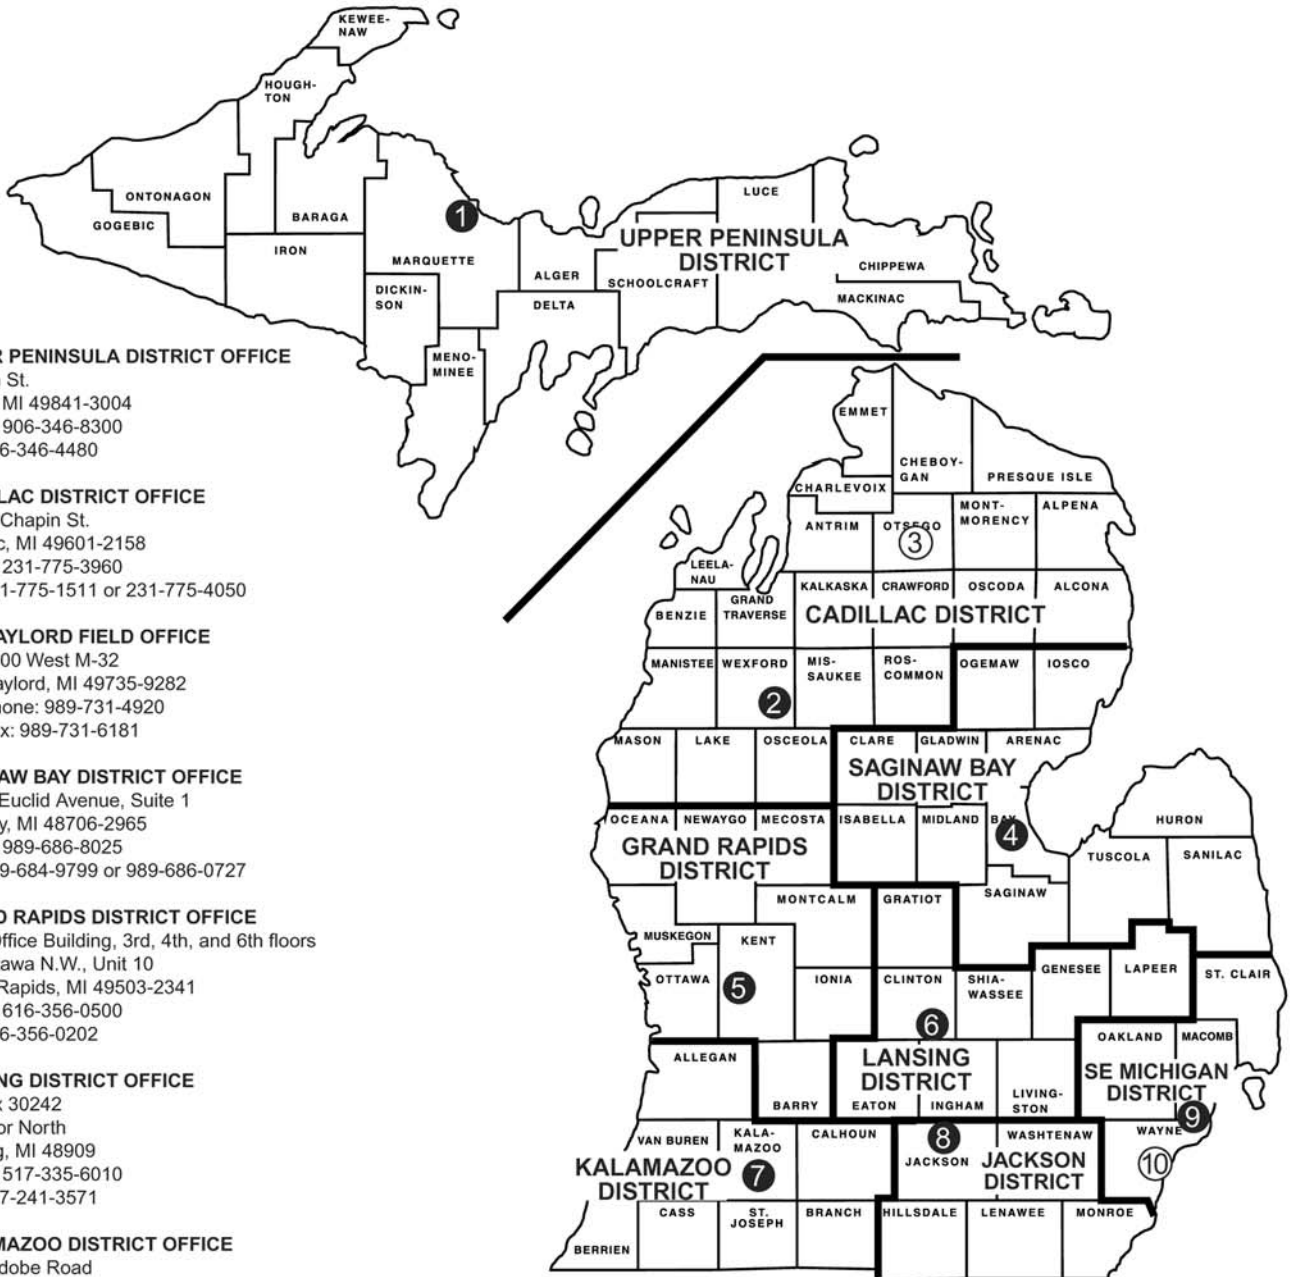 KEWEE-
NAW
HOUGH-
TON
ONTONAGON
GOGEBIC
BARAGA
IRON
1
MARQUETTE
DICKIN-
SON
MENO-
MINEE
ALGER
DELTA
SCHOOLCRAFT
LUCE
UPPER PENINSULA
DISTRICT
CHIPPEWA
MACKINAC
R PENINSULA DISTRICT OFFICE
St.
MI 49841-3004
906-346-8300
6-346-4480
LAC DISTRICT OFFICE
Chapin St.
c, MI 49601-2158
231-775-3960
1-775-1511 or 231-775-4050
AYLORD FIELD OFFICE
00 West M-32
aylord, MI 49735-9282
hone: 989-731-4920
x: 989-731-6181
AW BAY DISTRICT OFFICE
Euclid Avenue, Suite 1
y, MI 48706-2965
989-686-8025
9-684-9799 or 989-686-0727
D RAPIDS DISTRICT OFFICE
Office Building, 3rd, 4th, and 6th floors
awa N.W., Unit 10
Rapids, MI 49503-2341
616-356-0500
6-356-0202
NG DISTRICT OFFICE
x 30242
or North
g, MI 48909
517-335-6010
7-241-3571
MAZOO DISTRICT OFFICE
dobe Road
EMMET
CHEBOY-
GAN
PRESQUE ISLE
CHARLEVOIX
ANTRIM
OTSEGO
3
MONT-
MORENCY
ALPENA
LEELA-
NAU
BENZIE
GRAND
TRAVERSE
KALKASKA
CRAWFORD
OSCODA
ALCONA
CADILLAC DISTRICT
MANISTEE
WEXFORD
2
MIS-
SAUKEE
ROS-
COMMON
OGEMAW
IOSCO
MASON
LAKE
OSCEOLA
CLARE
GLADWIN
ARENAC
SAGINAW BAY
DISTRICT
OCEANA
NEWAYGO
MECOSTA
ISABELLA
MIDLAND
BAY
4
HURON
TUSCOLA
SANILAC
GRAND RAPIDS
DISTRICT
MONTCALM
GRATIOT
SAGINAW
MUSKEGON
KENT
OTTAWA
5
IONIA
CLINTON
SHIA-
WASSEE
GENESEE
LAPEER
ST. CLAIR
6
LANSING
DISTRICT
ALLEGAN
BARRY
EATON
INGHAM
LIVING-
STON
OAKLAND
MACOMB
SE MICHIGAN
DISTRICT
9
VAN BUREN
KALA-
MAZOO
CALHOUN
8
JACKSON
WASHTENAW
WAYNE
10
KALAMAZOO
DISTRICT
7
JACKSON
DISTRICT
CASS
ST.
JOSEPH
BRANCH
HILLSDALE
LENAWEE
MONROE
BERRIEN